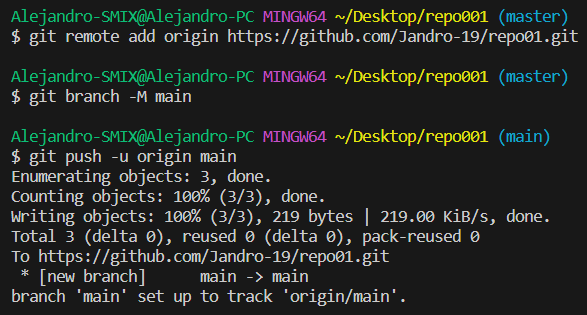 Alejandro-SMIX@Alejandro-PC MINGW64 ~/Desktop/repo001 (master)
$ git remote add origin https://github.com/Jandro-19/repo01.git
Alejandro-SMIX@Alejandro-PC MINGW64 ~/Desktop/repo001 (master)
$ git branch -M main
Alejandro-SMIX@Alejandro-PC MINGW64 ~/Desktop/repo001 (main)
$ git push -u origin main
Enumerating objects: 3, done.
Counting objects: 100% (3/3), done.
Writing objects: 100% (3/3), 219 bytes | 219.00 KiB/s, done.
Total 3 (delta 0), reused 0 (delta 0), pack-reused 0
To https://github.com/Jandro-19/repo01.git
 * [new branch]      main -> main
branch 'main' set up to track 'origin/main'.